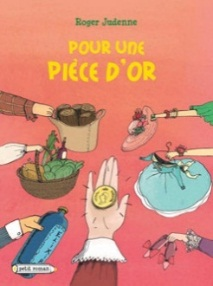 Roger Judenne
POUR UNE
PIÈCE D'OR
petit roman